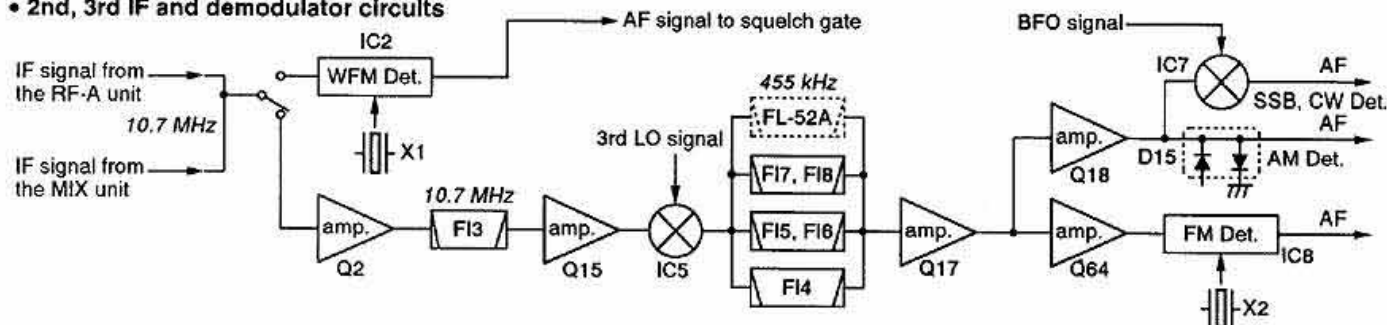 • 2nd, 3rd IF and demodulator circuits
IF signal from
the RF-A unit
10.7 MHz
IF signal from
the MIX unit
IC2
WFM Det.
X1
AF signal to squelch gate
amp.
Q2
10.7 MHz
FI3
amp.
Q15
3rd LO signal
IC5
455 kHz
FL-52A
FI7, FI8
FI5, FI6
FI4
amp.
Q17
amp.
Q18
BFO signal
IC7
AF
SSB, CW Det.
AF
D15
AM Det.
amp.
Q64
FM Det.
IC8
AF
X2